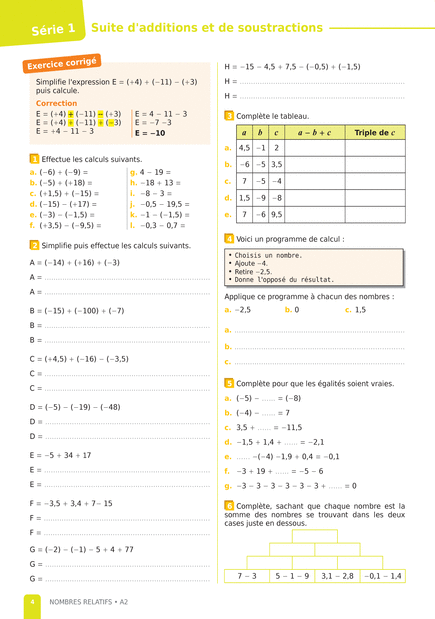 Série 1
Suite d'additions et de soustractions
Exercice corrigé
Simplifie l'expression E = (+4) + (−11) − (+3)
puis calcule.
Correction
E = (+4) + (−11) − (+3)
E = (+4) + (−11) + (−3)
E = +4 − 11 − 3
E = 4 − 11 − 3
E = −7 −3
E = −10
1 Effectue les calculs suivants.
a. (−6) + (−9) =
b. (−5) + (+18) =
c. (+1,5) + (−15) =
d. (−15) − (+17) =
e. (−3) − (−1,5) =
f. (+3,5) − (−9,5) =
g. 4 − 19 =
h. −18 + 13 =
i. −8 − 3 =
j. −0,5 − 19,5 =
k. −1 − (−1,5) =
l. −0,3 − 0,7 =
2 Simplifie puis effectue les calculs suivants.
A = (−14) + (+16) + (−3)
A = ....................
A = ....................
B = (−15) + (−100) + (−7)
B = ....................
B = ....................
C = (+4,5) + (−16) − (−3,5)
C = ....................
C = ....................
D = (−5) − (−19) − (−48)
D = ....................
D = ....................
E = −5 + 34 + 17
E = ....................
E = ....................
F = −3,5 + 3,4 + 7− 15
F = ....................
F = ....................
G = (−2) − (−1) − 5 + 4 + 77
G = ....................
G = ....................
H = −15 − 4,5 + 7,5 − (−0,5) + (−1,5)
H = ....................
H = ....................
3 Complète le tableau.
a b c a − b + c Triple de c
a. 4,5 −1 2
b. −6 −5 3,5
c. 7 −5 −4
d. 1,5 −9 −8
e. 7 −6 9,5
4 Voici un programme de calcul :
• Choisis un nombre.
• Ajoute −4.
• Retire −2,5.
• Donne l'opposé du résultat.
Applique ce programme à chacun des nombres :
a. −2,5 b. 0 c. 1,5
a. ....................
b. ....................
c. ....................
5 Complète pour que les égalités soient vraies.
a. (−5) − ...... = (−8)
b. (−4) − ...... = 7
c. 3,5 + ...... = −11,5
d. −1,5 + 1,4 + ...... = −2,1
e. ...... −(−4) −1,9 + 0,4 = −0,1
f. −3 + 19 + ...... = −5 − 6
g. −3 − 3 − 3 − 3 − 3 − 3 + ...... = 0
6 Complète, sachant que chaque nombre est la
somme des nombres se trouvant dans les deux
cases juste en dessous.
7 − 3 5 − 1 − 9 3,1 − 2,8 −0,1 − 1,4
4 NOMBRES RELATIFS • A2